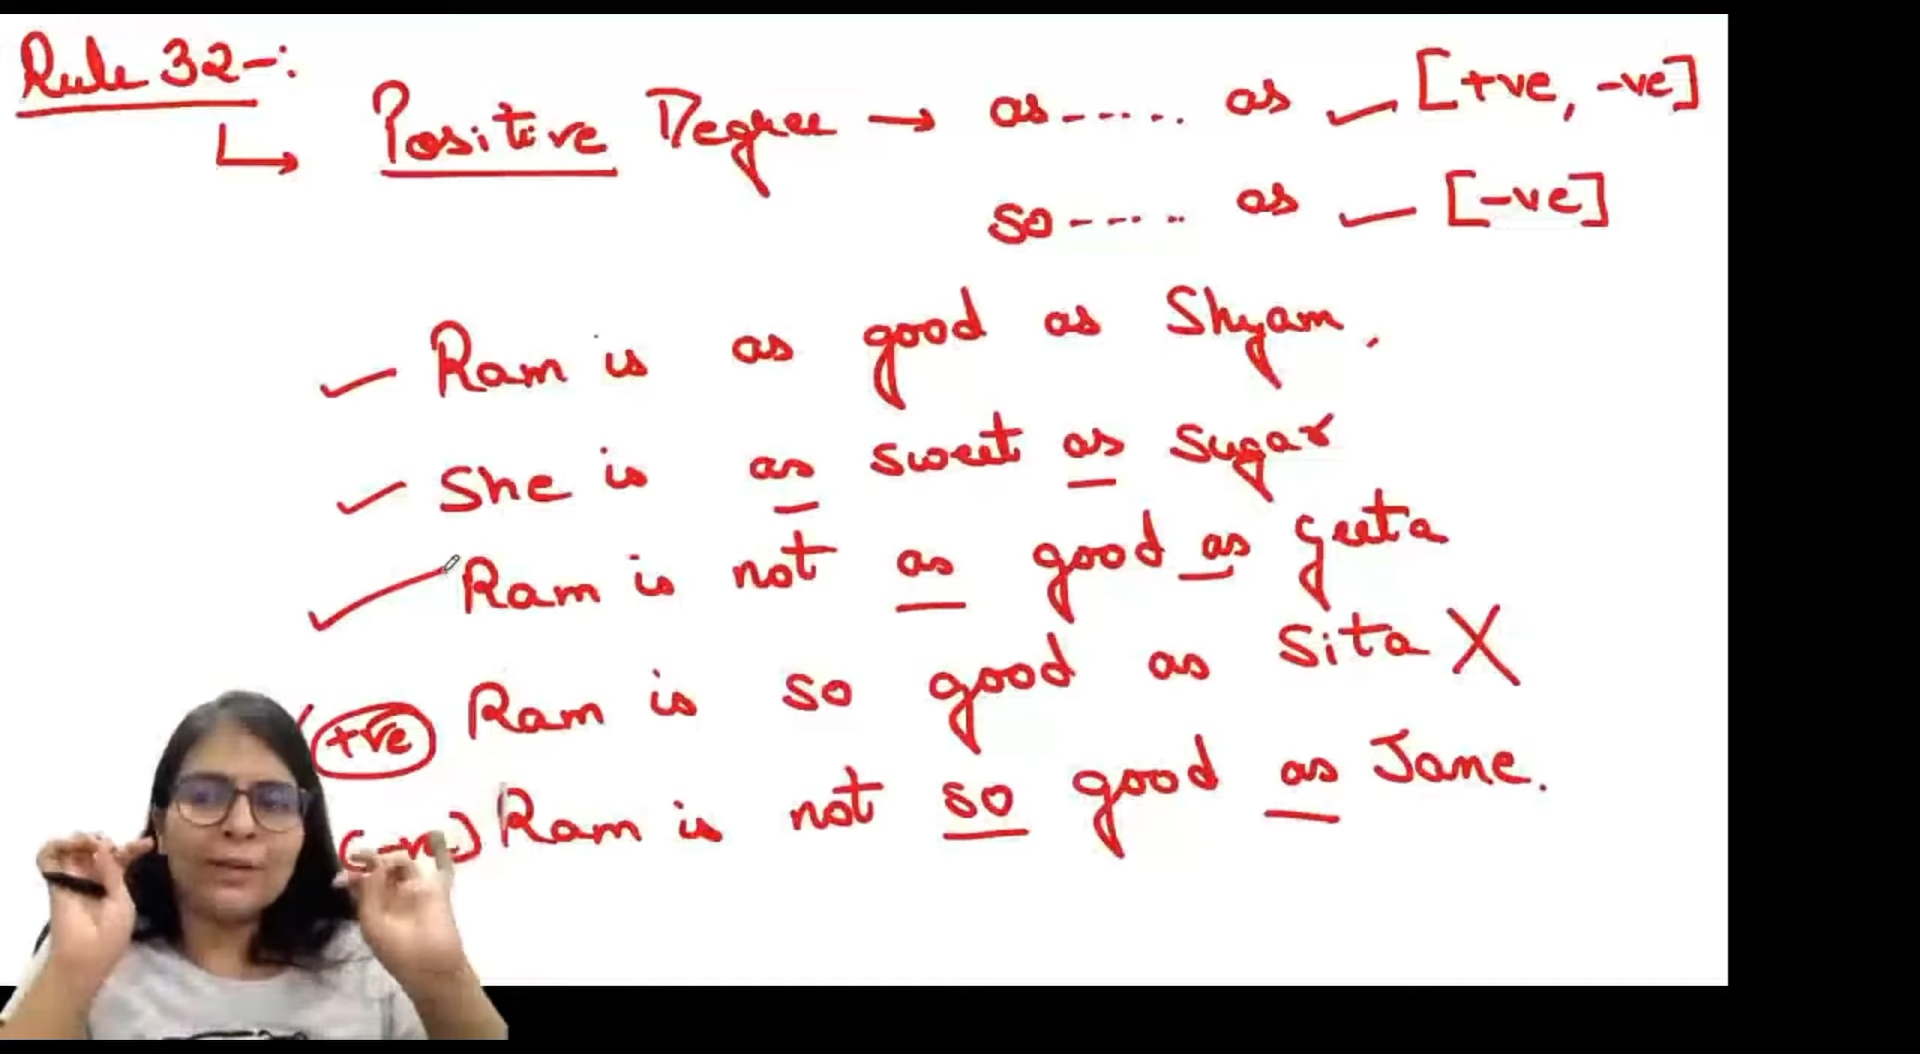 Rule 32-:
Positive Degree → as...... as [+ve, -ve]
so...... as [-ve]
Ram is as good as Shyam.
She is as sweet as sugar
Ram is not as good as Geeta
+ve Ram is so good as Sita X
(-ve) Ram is not so good as Jane.